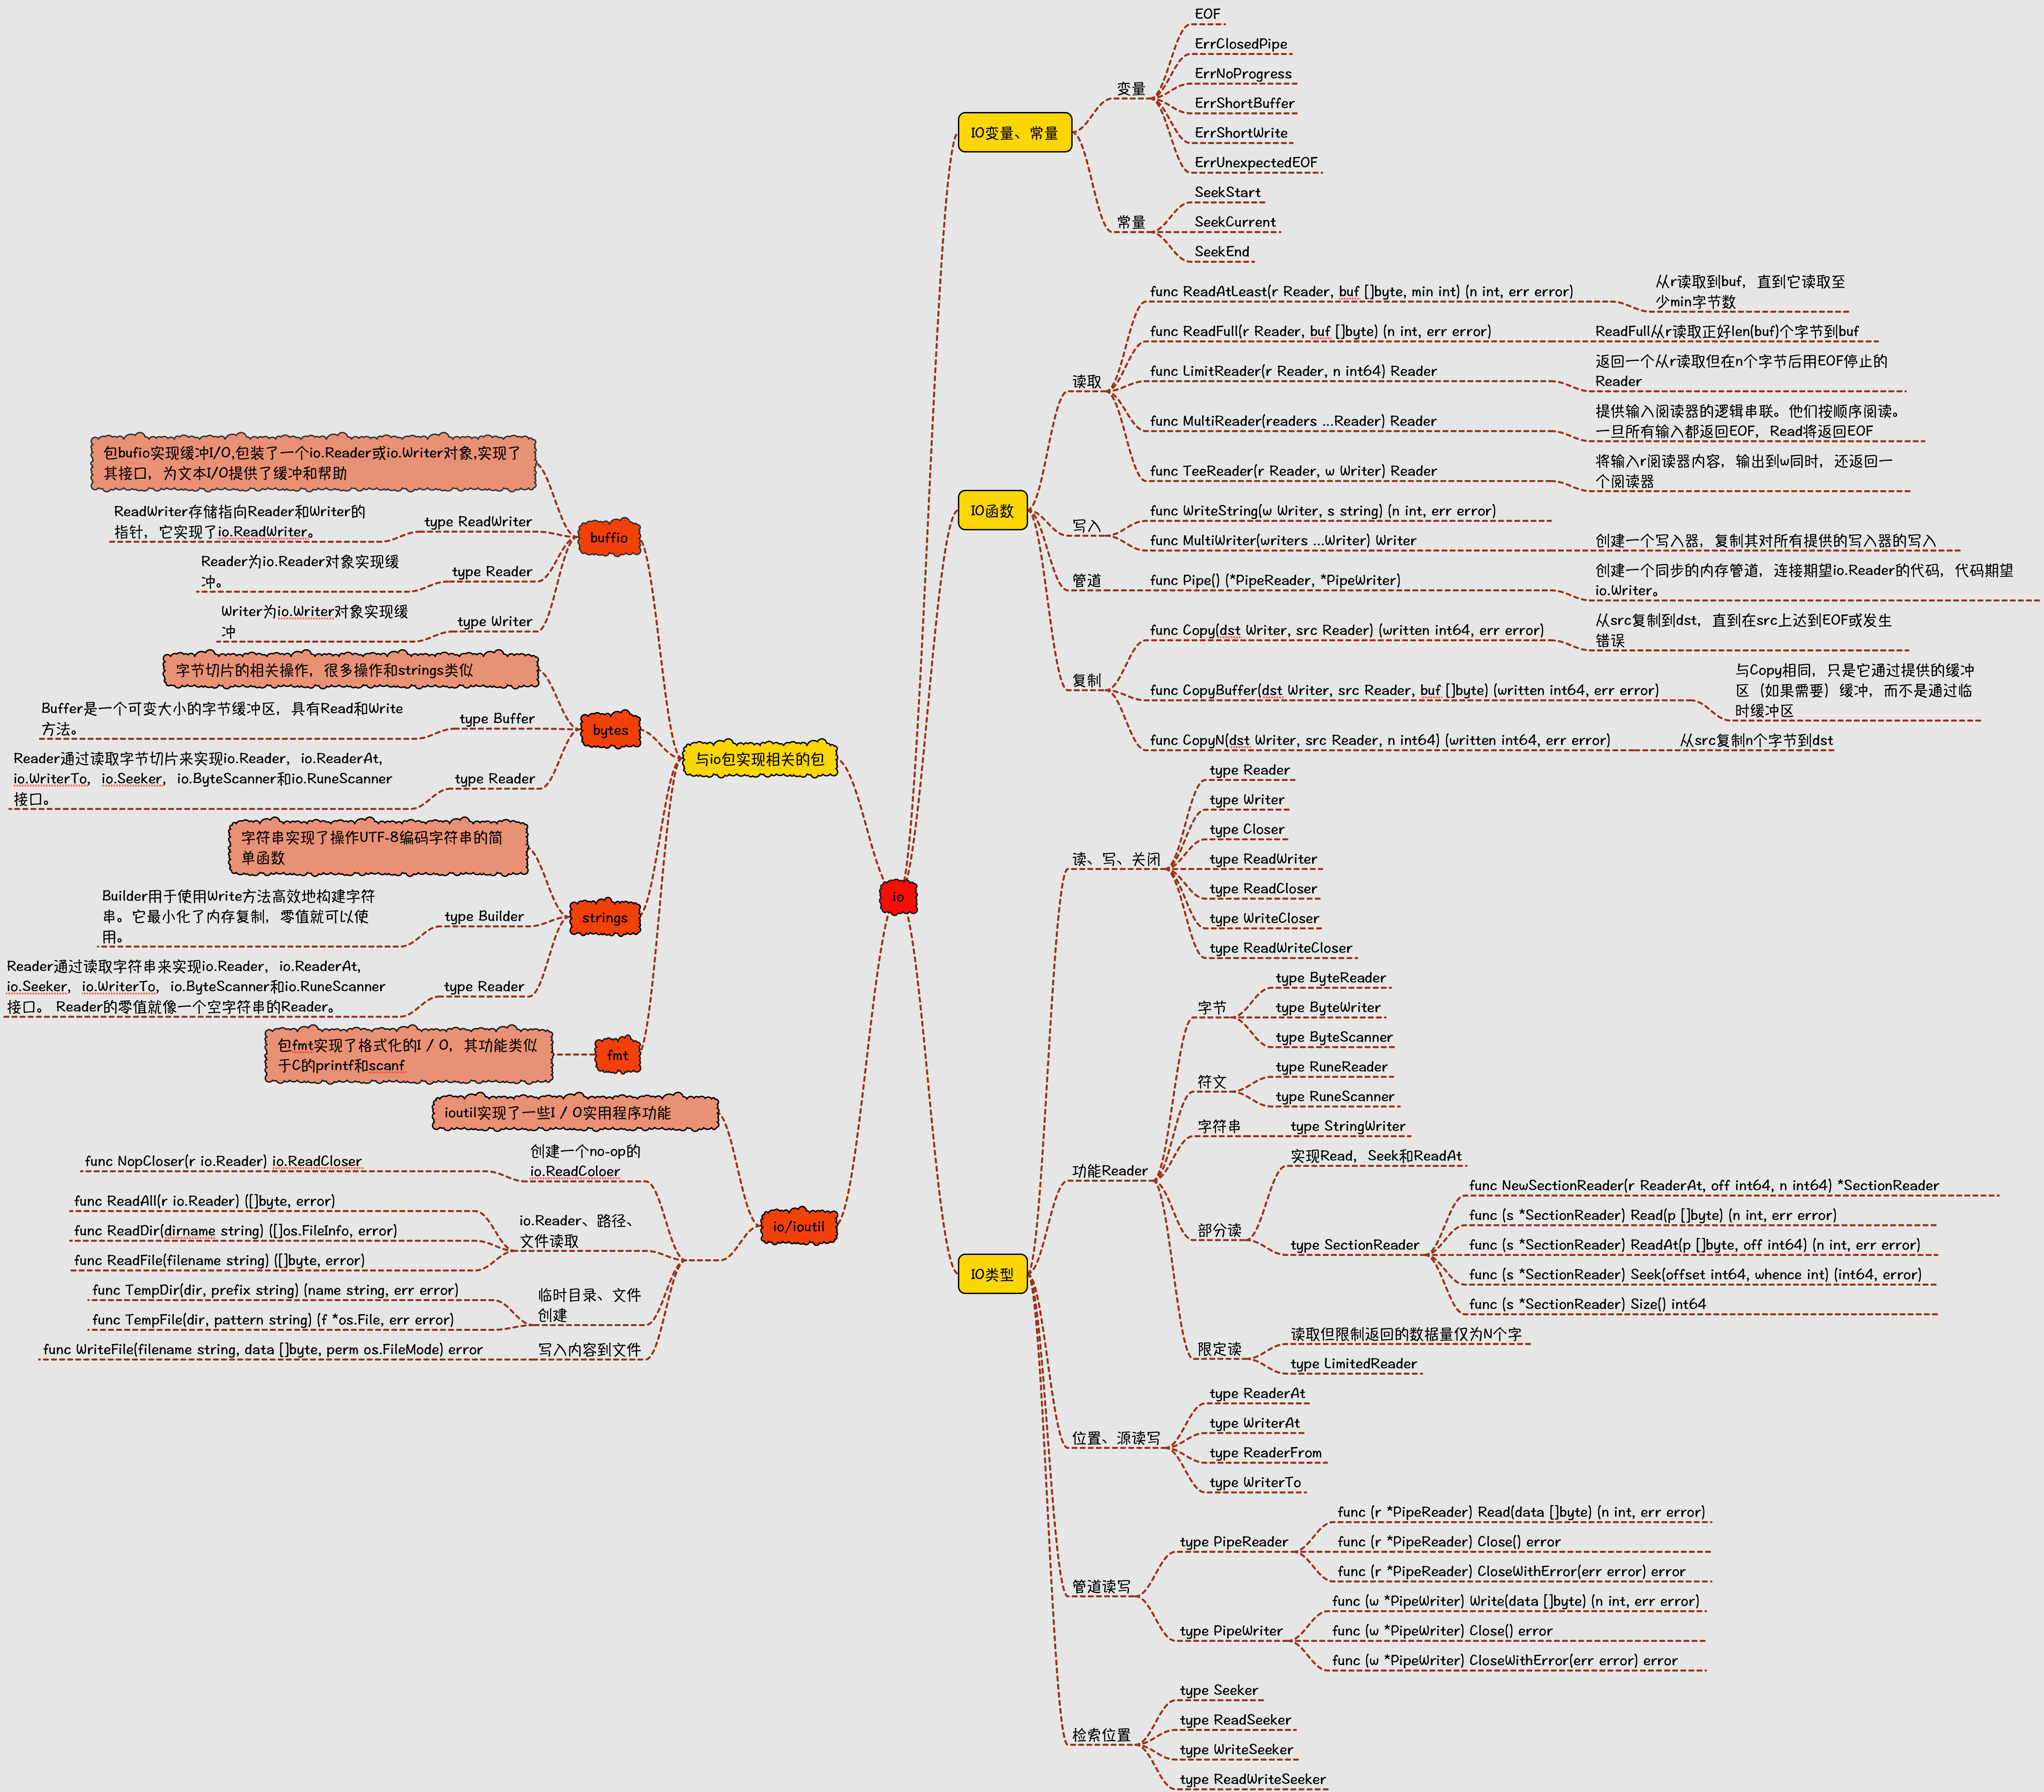 io
IO变量、常量
变量
EOF
ErrClosedPipe
ErrNoProgress
ErrShortBuffer
ErrShortWrite
ErrUnexpectedEOF
常量
SeekStart
SeekCurrent
SeekEnd
IO函数
读取
func ReadAtLeast(r Reader, buf []byte, min int) (n int, err error)
从r读取到buf，直到它读取至
少min字节数
func ReadFull(r Reader, buf []byte) (n int, err error)
ReadFull从r读取正好len(buf)个字节到buf
func LimitReader(r Reader, n int64) Reader
返回一个从r读取但在n个字节后用EOF停止的
Reader
func MultiReader(readers ...Reader) Reader
提供输入阅读器的逻辑串联。他们按顺序阅读。
一旦所有输入都返回EOF，Read将返回EOF
func TeeReader(r Reader, w Writer) Reader
将输入r阅读器内容，输出到w同时，还返回一
个阅读器
写入
func WriteString(w Writer, s string) (n int, err error)
func MultiWriter(writers ...Writer) Writer
创建一个写入器，复制其对所有提供的写入器的写入
管道
func Pipe() (*PipeReader, *PipeWriter)
创建一个同步的内存管道，连接期望io.Reader的代码，代码期望
io.Writer。
复制
func Copy(dst Writer, src Reader) (written int64, err error)
从src复制到dst，直到在src上达到EOF或发生
错误
func CopyBuffer(dst Writer, src Reader, buf []byte) (written int64, err error)
与Copy相同，只是它通过提供的缓冲
区（如果需要）缓冲，而不是通过临
时缓冲区
func CopyN(dst Writer, src Reader, n int64) (written int64, err error)
从src复制n个字节到dst
IO类型
读、写、关闭
type Reader
type Writer
type Closer
type ReadWriter
type ReadCloser
type WriteCloser
type ReadWriteCloser
功能Reader
字节
type ByteReader
type ByteWriter
type ByteScanner
符文
type RuneReader
type RuneScanner
字符串
type StringWriter
部分读
实现Read，Seek和ReadAt
type SectionReader
func NewSectionReader(r ReaderAt, off int64, n int64) *SectionReader
func (s *SectionReader) Read(p []byte) (n int, err error)
func (s *SectionReader) ReadAt(p []byte, off int64) (n int, err error)
func (s *SectionReader) Seek(offset int64, whence int) (int64, error)
func (s *SectionReader) Size() int64
限定读
读取但限制返回的数据量仅为N个字
type LimitedReader
位置、源读写
type ReaderAt
type WriterAt
type ReaderFrom
type WriterTo
管道读写
type PipeReader
func (r *PipeReader) Read(data []byte) (n int, err error)
func (r *PipeReader) Close() error
func (r *PipeReader) CloseWithError(err error) error
type PipeWriter
func (w *PipeWriter) Write(data []byte) (n int, err error)
func (w *PipeWriter) Close() error
func (w *PipeWriter) CloseWithError(err error) error
检索位置
type Seeker
type ReadSeeker
type WriteSeeker
type ReadWriteSeeker
与io包实现相关的包
buffio
包bufio实现缓冲I/O,包装了一个io.Reader或io.Writer对象,实现了
其接口，为文本I/O提供了缓冲和帮助
type ReadWriter
ReadWriter存储指向Reader和Writer的
指针，它实现了io.ReadWriter。
type Reader
Reader为io.Reader对象实现缓
冲。
type Writer
Writer为io.Writer对象实现缓
冲
bytes
字节切片的相关操作，很多操作和strings类似
type Buffer
Buffer是一个可变大小的字节缓冲区，具有Read和Write
方法。
type Reader
Reader通过读取字节切片来实现io.Reader，io.ReaderAt,
io.WriterTo，io.Seeker，io.ByteScanner和io.RuneScanner
接口。
strings
字符串实现了操作UTF-8编码字符串的简
单函数
type Builder
Builder用于使用Write方法高效地构建字符
串。它最小化了内存复制，零值就可以使
用。
type Reader
Reader通过读取字符串来实现io.Reader，io.ReaderAt,
io.Seeker，io.WriterTo，io.ByteScanner和io.RuneScanner
接口。 Reader的零值就像一个空字符串的Reader。
fmt
包fmt实现了格式化的I / O，其功能类似
于C的printf和scanf
io/ioutil
ioutil实现了一些I / O实用程序功能
创建一个no-op的
io.ReadColoer
func NopCloser(r io.Reader) io.ReadCloser
io.Reader、路径、
文件读取
func ReadAll(r io.Reader) ([]byte, error)
func ReadDir(dirname string) ([]os.FileInfo, error)
func ReadFile(filename string) ([]byte, error)
临时目录、文件
创建
func TempDir(dir, prefix string) (name string, err error)
func TempFile(dir, pattern string) (f *os.File, err error)
写入内容到文件
func WriteFile(filename string, data []byte, perm os.FileMode) error